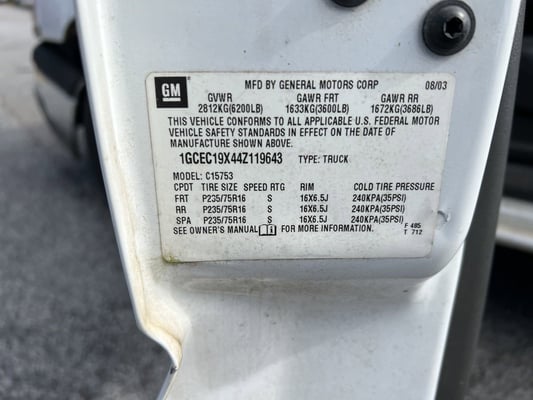 GM
MFD BY GENERAL MOTORS CORP 08/03
GVWR GAWR FRT GAWR RR
2812KG(6200LB) 1633KG(3600LB) 1672KG(3686LB)
THIS VEHICLE CONFORMS TO ALL APPLICABLE U.S. FEDERAL MOTOR
VEHICLE SAFETY STANDARDS IN EFFECT ON THE DATE OF
MANUFACTURE SHOWN ABOVE.
1GCEC19X44Z119643 TYPE: TRUCK
MODEL: C15753
CPDT TIRE SIZE SPEED RTG RIM COLD TIRE PRESSURE
FRT P235/75R16 S 16X6.5J 240KPA(35PSI)
RR P235/75R16 S 16X6.5J 240KPA(35PSI)
SPA P235/75R16 S 16X6.5J 240KPA(35PSI)
SEE OWNER'S MANUAL FOR MORE INFORMATION.
F 485
T 712